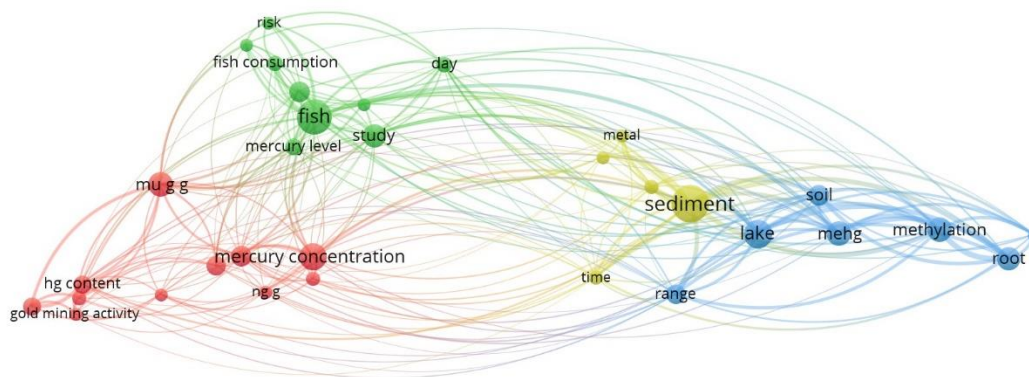 risk
fish consumption
day
fish
study
mercury level
metal
mu g g
sediment
soil
lake
mehg
methylation
root
mercury concentration
time
hg content
ng g
range
gold mining activity